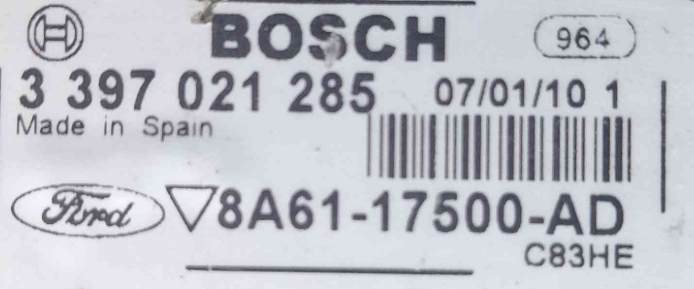 BOSCH 964
3 397 021 285 07/01/10 1
Made in Spain
Ford ▽8A61-17500-AD
C83HE